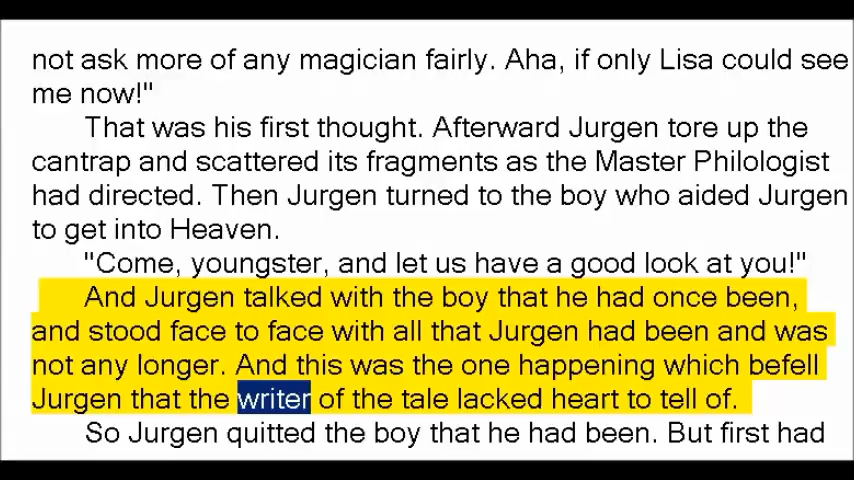 not ask more of any magician fairly. Aha, if only Lisa could see
me now!"
That was his first thought. Afterward Jurgen tore up the
cantrap and scattered its fragments as the Master Philologist
had directed. Then Jurgen turned to the boy who aided Jurgen
to get into Heaven.
"Come, youngster, and let us have a good look at you!"
And Jurgen talked with the boy that he had once been,
and stood face to face with all that Jurgen had been and was
not any longer. And this was the one happening which befell
Jurgen that the writer of the tale lacked heart to tell of.
So Jurgen quitted the boy that he had been. But first had